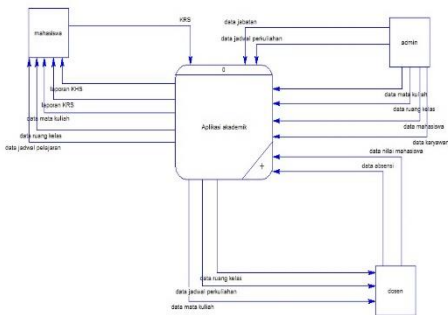 mahasiswa
KRS
data jabatan
data jadwal perkuliahan
admin
0
Aplikasi akademik
+
laporan KHS
laporan KRS
data mata kuliah
data ruang kelas
data jadwal pelajaran
data mata kuliah
data ruang kelas
data mahasiswa
data karyawan
data nilai mahasiswa
data absensi
data ruang kelas
data jadual perkuliahan
data mata kuliah
dosen